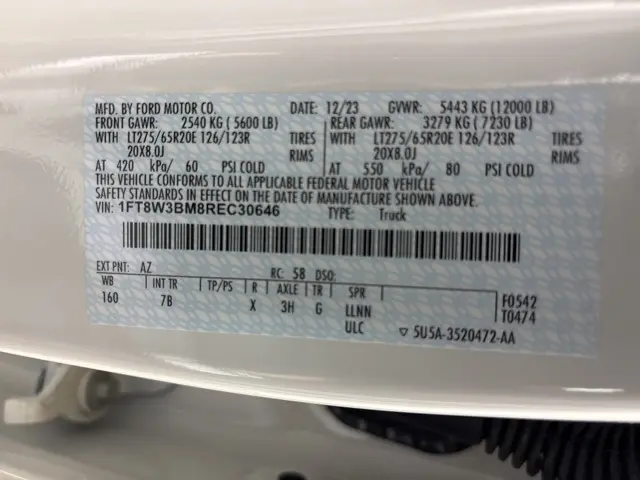 MFD. BY FORD MOTOR CO. DATE: 12/23 GVWR: 5443 KG (12000 LB)
FRONT GAWR: 2540 KG (5600 LB) REAR GAWR: 3279 KG (7230 LB)
WITH LT275/65R20E 126/123R TIRES WITH LT275/65R20E 126/123R TIRES
20X8.0J RIMS 20X8.0J RIMS
AT 420 kPa/ 60 PSI COLD AT 550 kPa/ 80 PSI COLD
THIS VEHICLE CONFORMS TO ALL APPLICABLE FEDERAL MOTOR VEHICLE
SAFETY STANDARDS IN EFFECT ON THE DATE OF MANUFACTURE SHOWN ABOVE.
VIN: 1FT8W3BM8REC30646 TYPE: Truck
EXT PNT: AZ RC: 58 DSO:
WB INT TR TP/PS R AXLE TR SPR
160 7B X 3H G LLNN
ULC
F0542
T0474
▽ 5U5A-3520472-AA